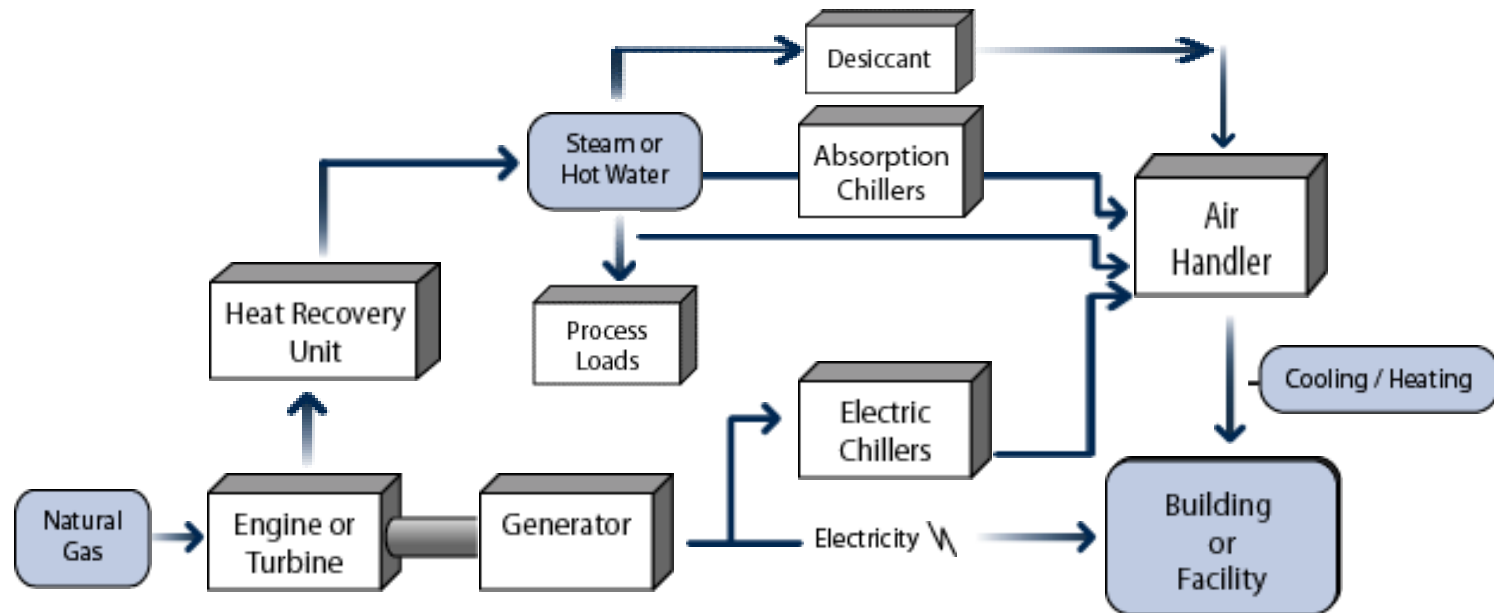 Desiccant
Steam or
Hot Water
Absorption
Chillers
Air
Handler
Heat Recovery
Unit
Process
Loads
Cooling / Heating
Electric
Chillers
Natural
Gas
Engine or
Turbine
Generator
Electricity
Building
or
Facility